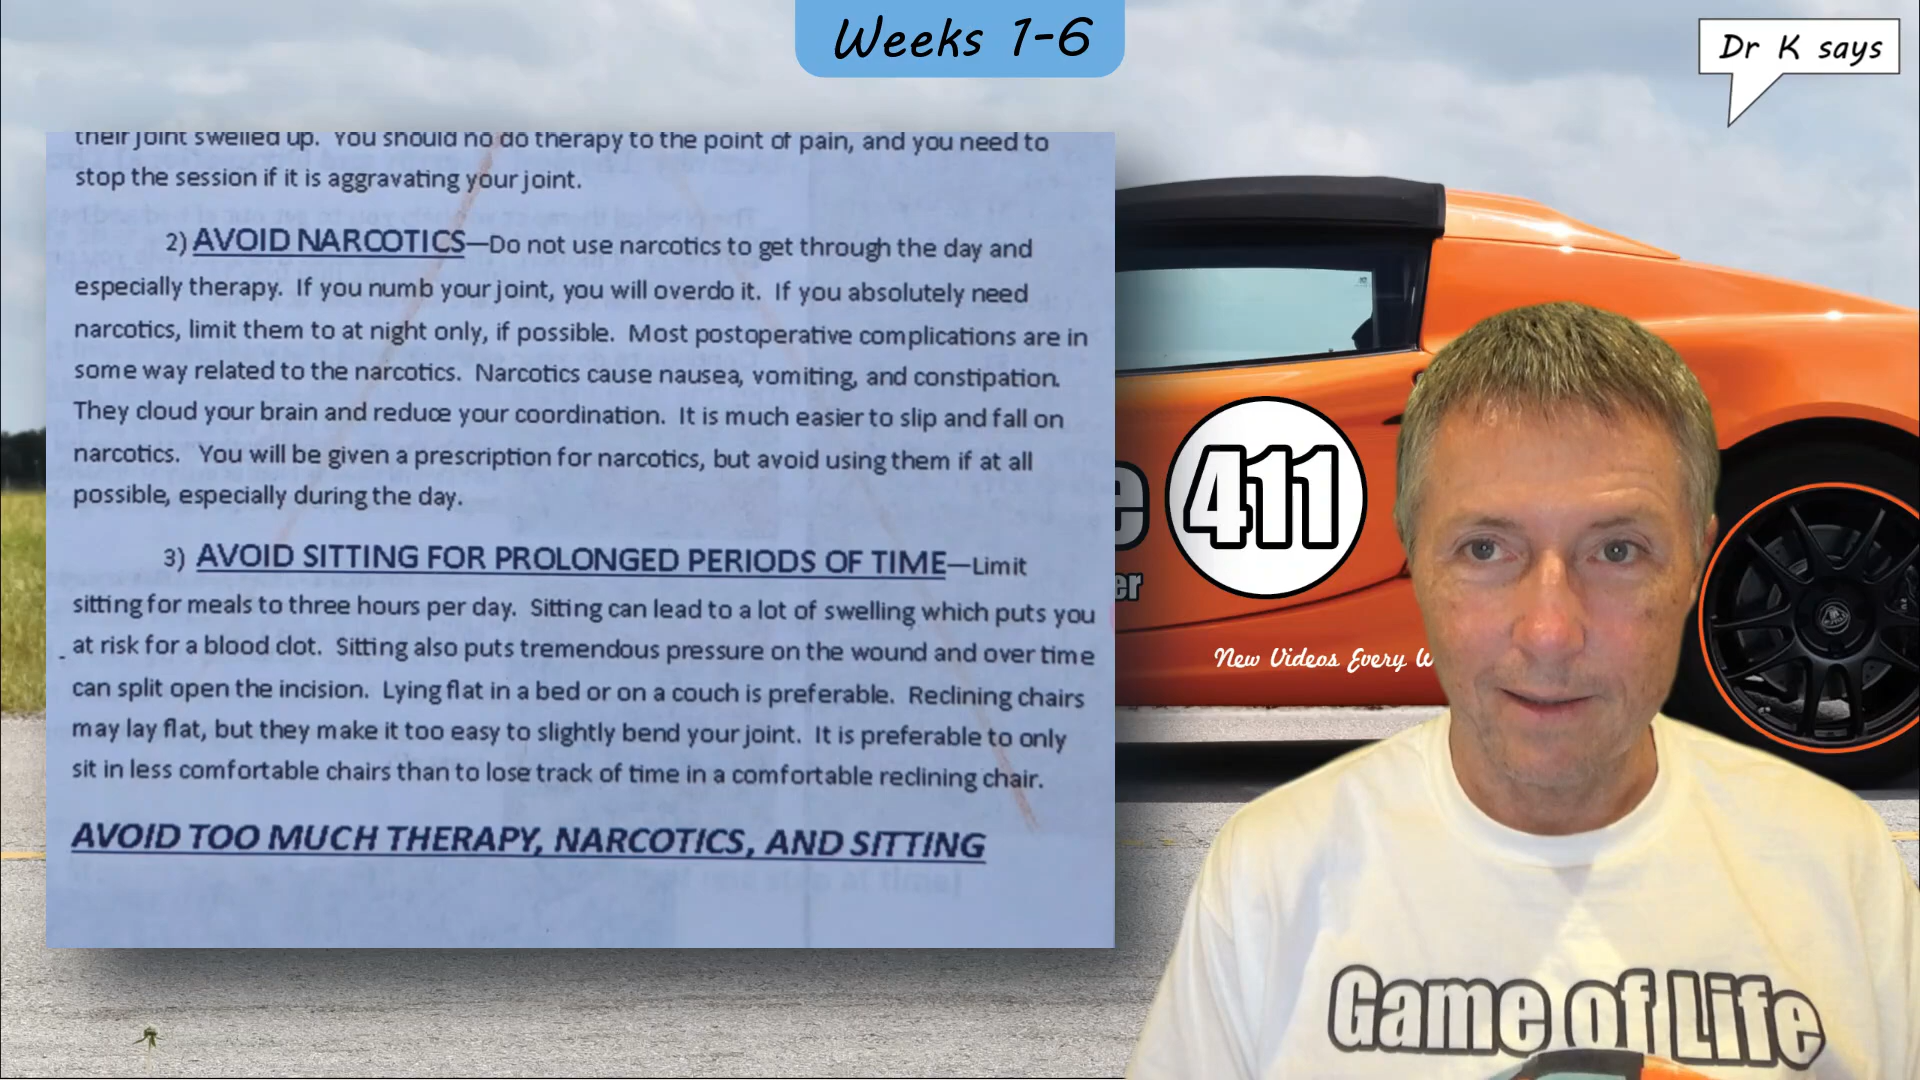 Weeks 1-6
Dr K says
their joint swelled up. You should no do therapy to the point of pain, and you need to
stop the session if it is aggravating your joint.
2) AVOID NARCOTICS—Do not use narcotics to get through the day and
especially therapy. If you numb your joint, you will overdo it. If you absolutely need
narcotics, limit them to at night only, if possible. Most postoperative complications are in
some way related to the narcotics. Narcotics cause nausea, vomiting, and constipation.
They cloud your brain and reduce your coordination. It is much easier to slip and fall on
narcotics. You will be given a prescription for narcotics, but avoid using them if at all
possible, especially during the day.
3) AVOID SITTING FOR PROLONGED PERIODS OF TIME—Limit
sitting for meals to three hours per day. Sitting can lead to a lot of swelling which puts you
at risk for a blood clot. Sitting also puts tremendous pressure on the wound and over time
can split open the incision. Lying flat in a bed or on a couch is preferable. Reclining chairs
may lay flat, but they make it too easy to slightly bend your joint. It is preferable to only
sit in less comfortable chairs than to lose track of time in a comfortable reclining chair.
AVOID TOO MUCH THERAPY, NARCOTICS, AND SITTING
e 411
er
New Videos Every W
Game of Life